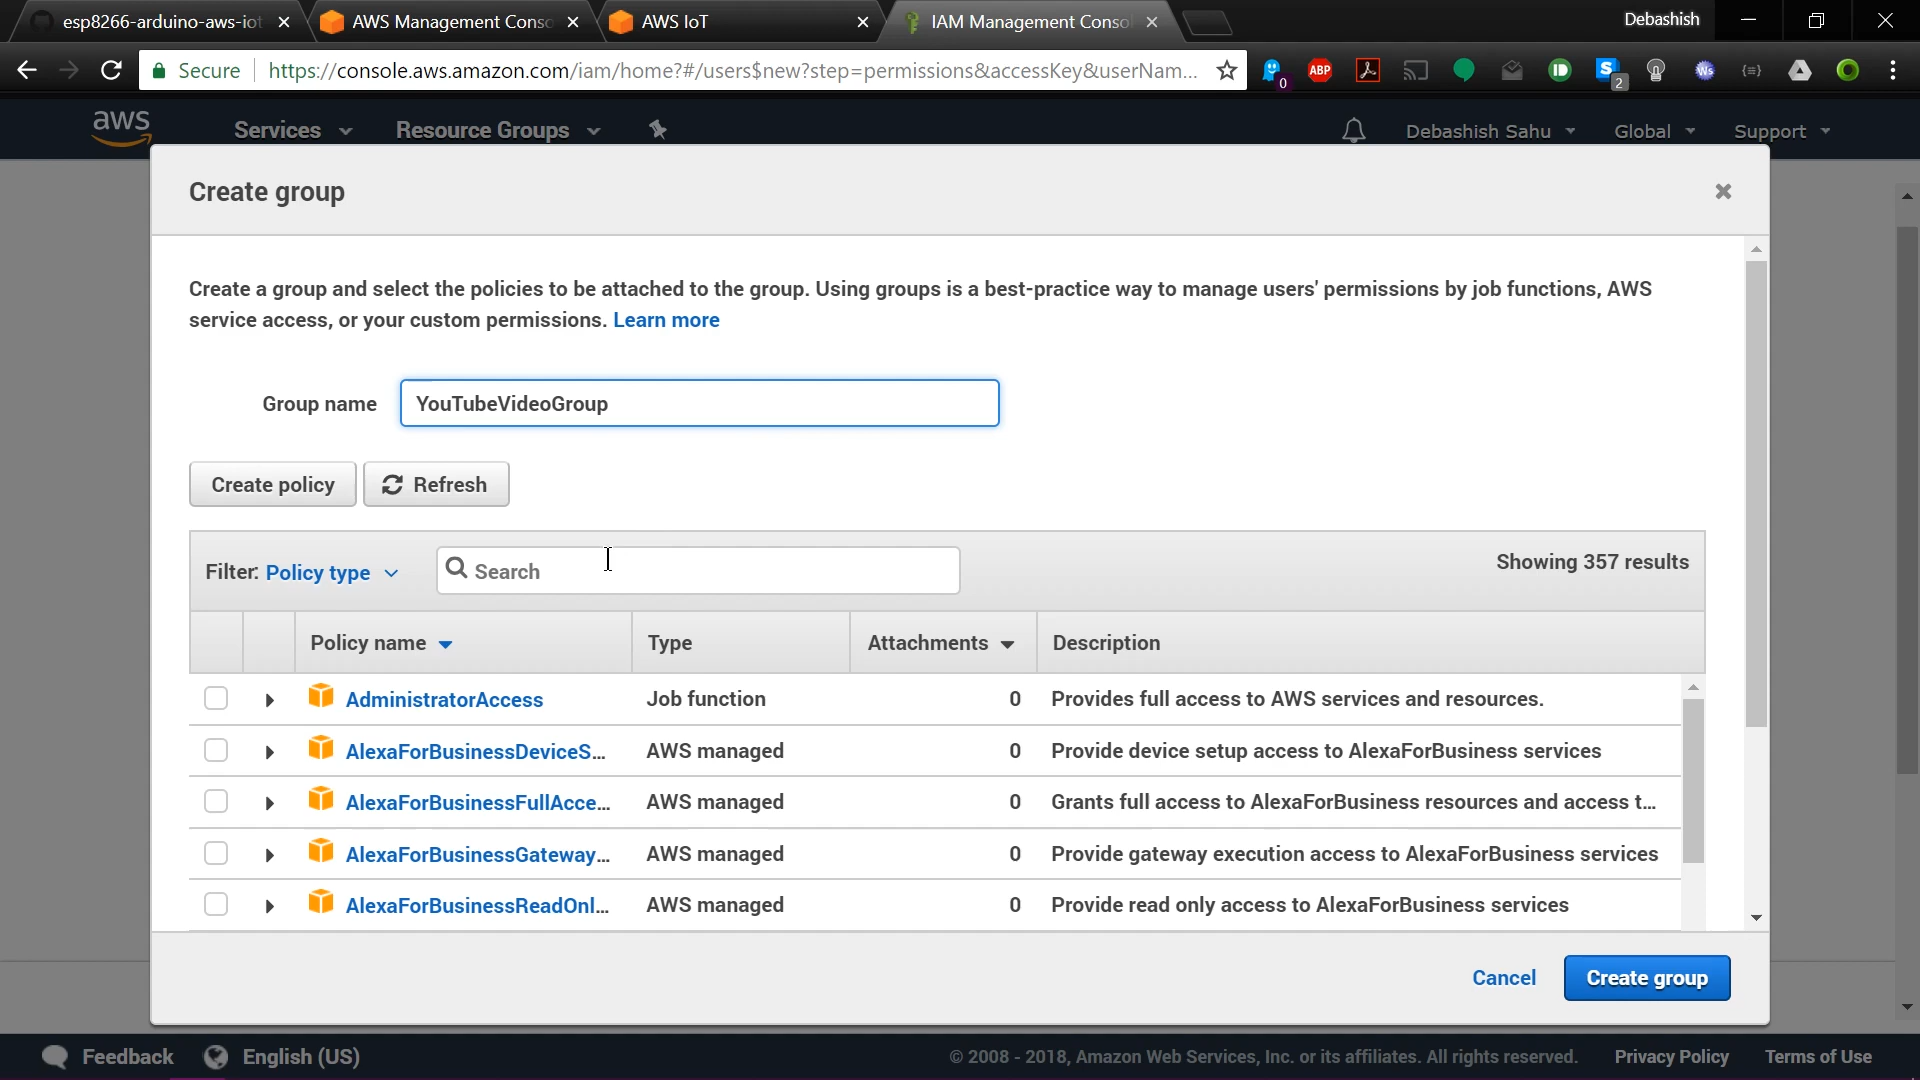 esp8266-arduino-aws-iot
AWS Management Conso
AWS IoT
IAM Management Consol
Debashish
Secure
https://console.aws.amazon.com/iam/home?#/users$new?step=permissions&accessKey&userNam...
0
ABP
2
Ws
aws
Services
Resource Groups
Debashish Sahu
Global
Support
Create group
Create a group and select the policies to be attached to the group. Using groups is a best-practice way to manage users' permissions by job functions, AWS
service access, or your custom permissions. Learn more
Group name
YouTubeVideoGroup
Create policy
Refresh
Filter: Policy type
Search
Showing 357 results
Policy name
Type
Attachments
Description
AdministratorAccess
Job function
0
Provides full access to AWS services and resources.
AlexaForBusinessDeviceS...
AWS managed
0
Provide device setup access to AlexaForBusiness services
AlexaForBusinessFullAcce...
AWS managed
0
Grants full access to AlexaForBusiness resources and access t...
AlexaForBusinessGateway...
AWS managed
0
Provide gateway execution access to AlexaForBusiness services
AlexaForBusinessReadOnl...
AWS managed
0
Provide read only access to AlexaForBusiness services
Cancel
Create group
Feedback
English (US)
© 2008 - 2018, Amazon Web Services, Inc. or its affiliates. All rights reserved.
Privacy Policy
Terms of Use